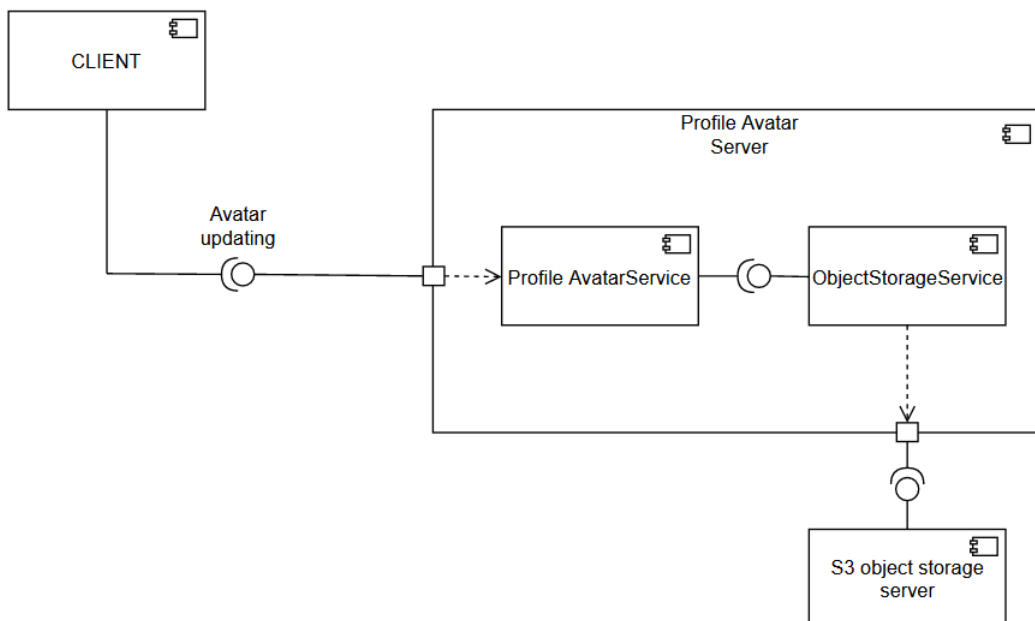 CLIENT
Profile Avatar
Server
Avatar
updating
Profile AvatarService
ObjectStorageService
S3 object storage
server